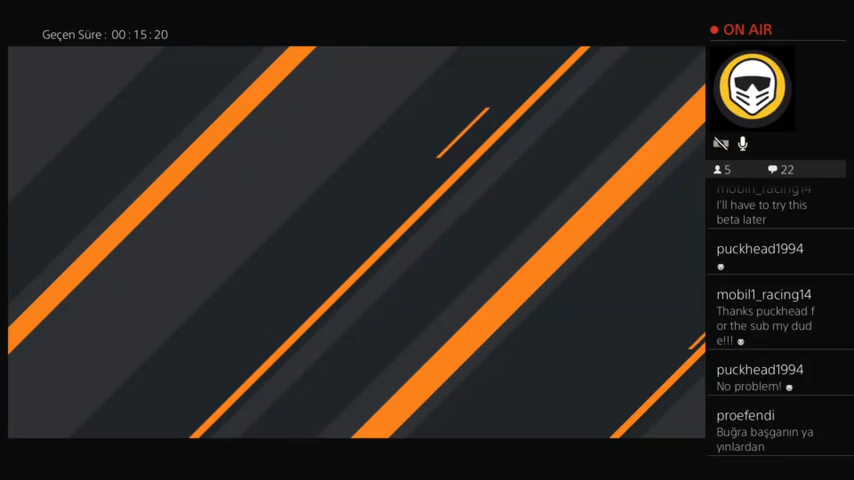 Geçen Süre : 00 : 15 : 20
ON AIR
5
22
mobil1_racing14
I'll have to try this
beta later
puckhead1994
mobil1_racing14
Thanks puckhead f
or the sub my dud
e!!!
puckhead1994
No problem!
proefendi
Buğra başganın ya
yınlardan